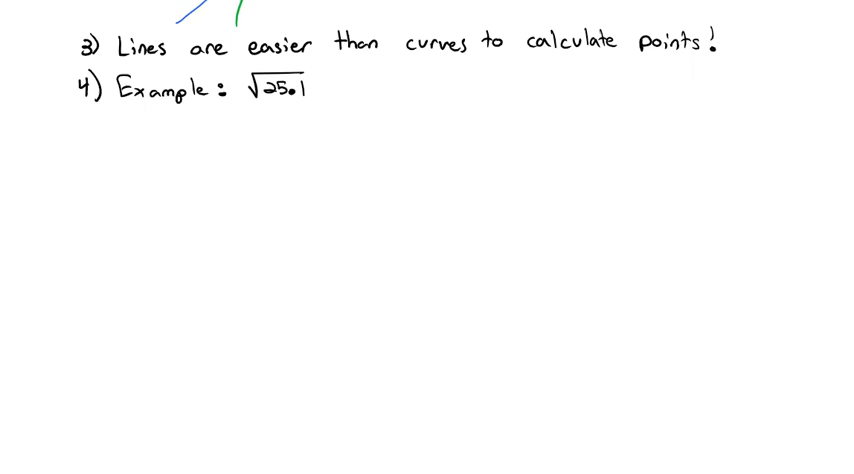 3) Lines are easier than curves to calculate points!
4) Example: √25.1